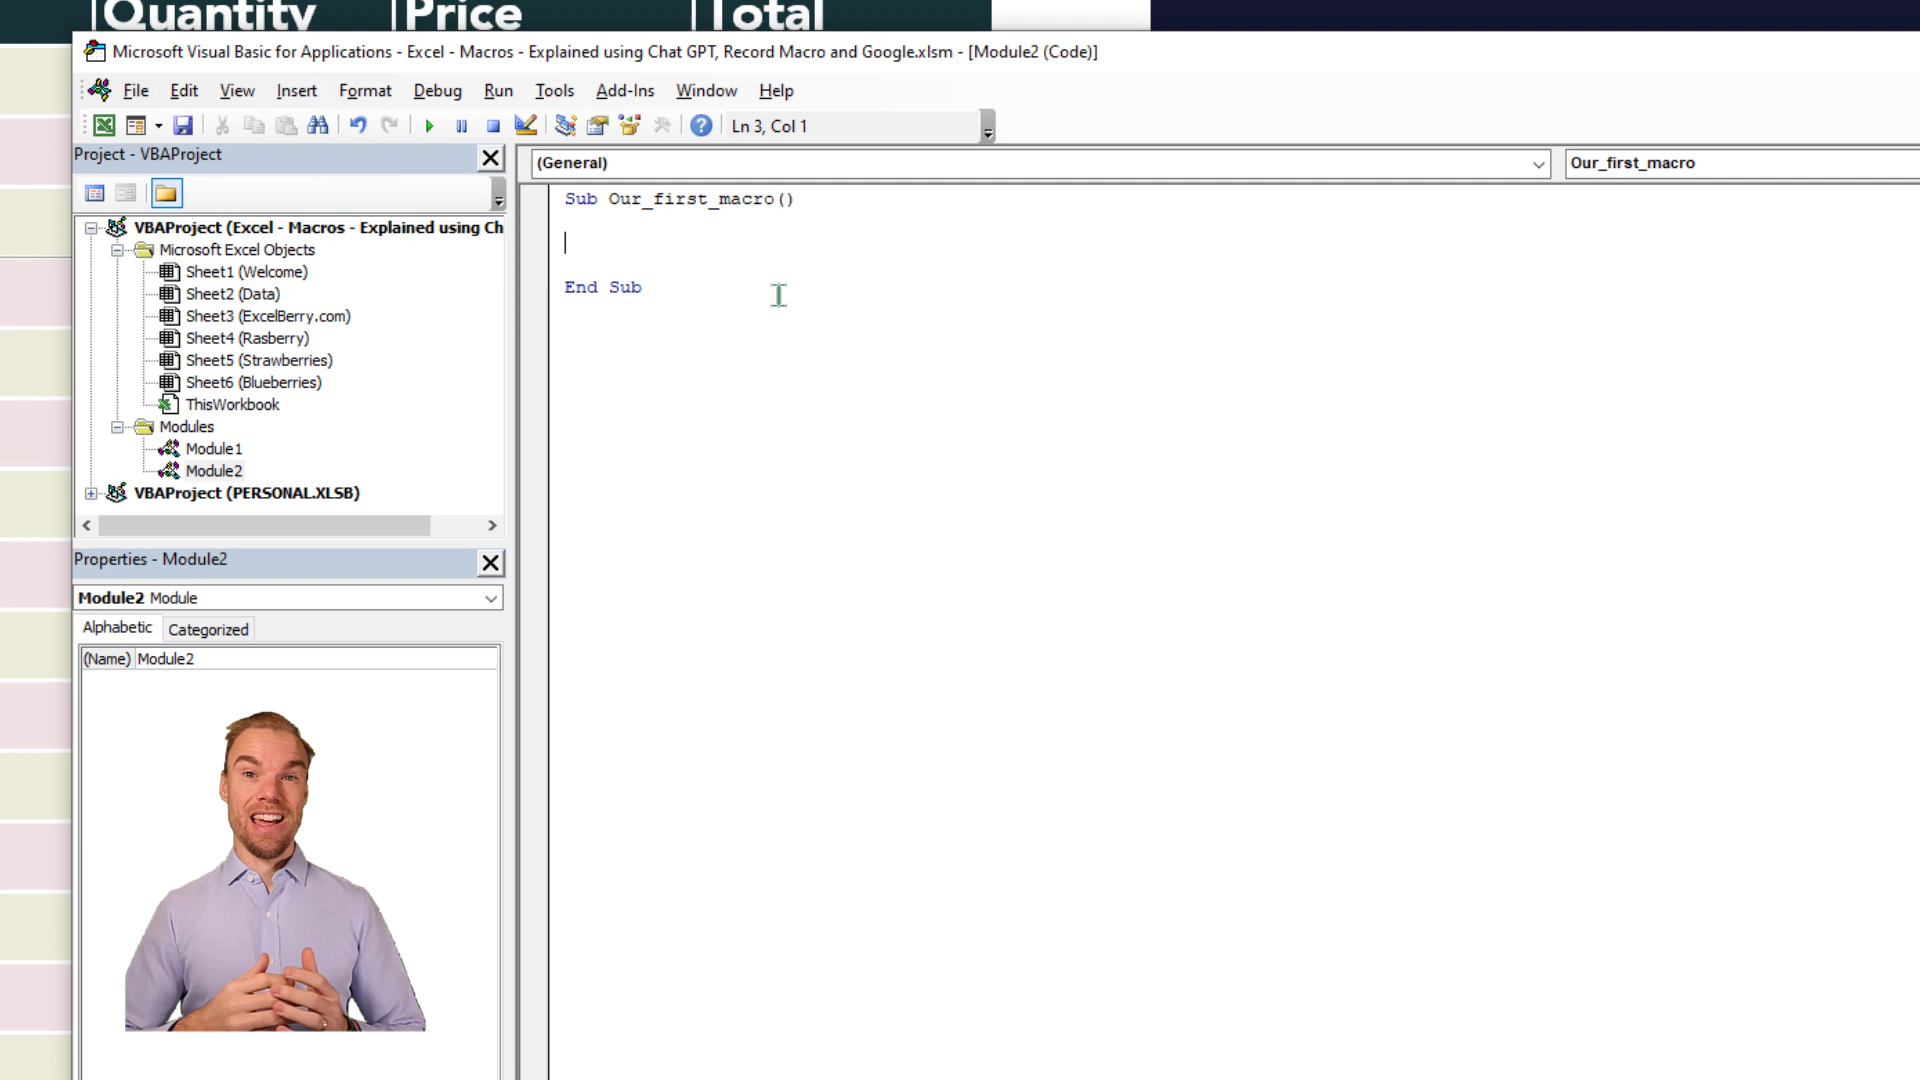 Quantity Price Total
Microsoft Visual Basic for Applications - Excel - Macros - Explained using Chat GPT, Record Macro and Google.xlsm - [Module2 (Code)]
File Edit View Insert Format Debug Run Tools Add-Ins Window Help
Ln 3, Col 1
Project - VBAProject
(General) Our_first_macro
VBAProject (Excel - Macros - Explained using Ch
Microsoft Excel Objects
Sheet1 (Welcome)
Sheet2 (Data)
Sheet3 (ExcelBerry.com)
Sheet4 (Rasberry)
Sheet5 (Strawberries)
Sheet6 (Blueberries)
ThisWorkbook
Modules
Module1
Module2
VBAProject (PERSONAL.XLSB)
Properties - Module2
Module2 Module
Alphabetic Categorized
(Name) Module2
Sub Our_first_macro()
End Sub